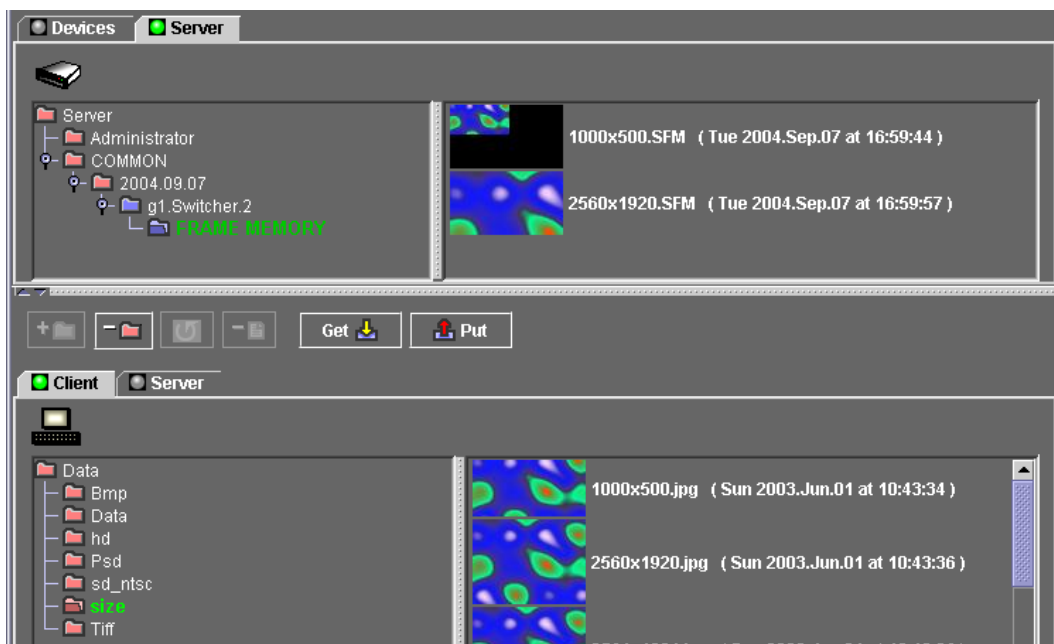 Devices Server
Server
Administrator
COMMON
2004.09.07
g1.Switcher.2
FRAME MEMORY
1000x500.SFM ( Tue 2004.Sep.07 at 16:59:44 )
2560x1920.SFM ( Tue 2004.Sep.07 at 16:59:57 )
Get Put
Client Server
Data
Bmp
Data
hd
Psd
sd_ntsc
size
Tiff
1000x500.jpg ( Sun 2003.Jun.01 at 10:43:34 )
2560x1920.jpg ( Sun 2003.Jun.01 at 10:43:36 )